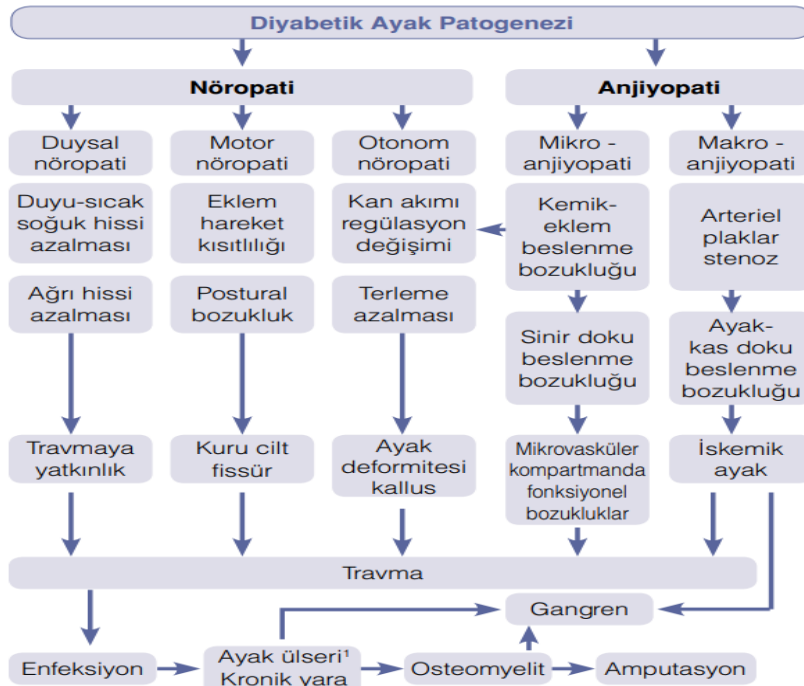 Diyabetik Ayak Patogenezi
Nöropati
Anjiyopati
Duysal
nöropati
Motor
nöropati
Otonom
nöropati
Mikro -
anjiyopati
Makro -
anjiyopati
Duyu-sıcak
soğuk hissi
azalması
Eklem
hareket
kısıtlılığı
Kan akımı
regülasyon
değişimi
Kemik-
eklem
beslenme
bozukluğu
Arteriel
plaklar
stenoz
Ağrı hissi
azalması
Postural
bozukluk
Terleme
azalması
Sinir doku
beslenme
bozukluğu
Ayak-
kas doku
beslenme
bozukluğu
Travmaya
yatkınlık
Kuru cilt
fissür
Ayak
deformitesi
kallus
Mikrovasküler
kompartmanda
fonksiyonel
bozukluklar
İskemik
ayak
Travma
Gangren
Enfeksiyon
Ayak ülseri¹
Kronik yara
Osteomyelit
Amputasyon